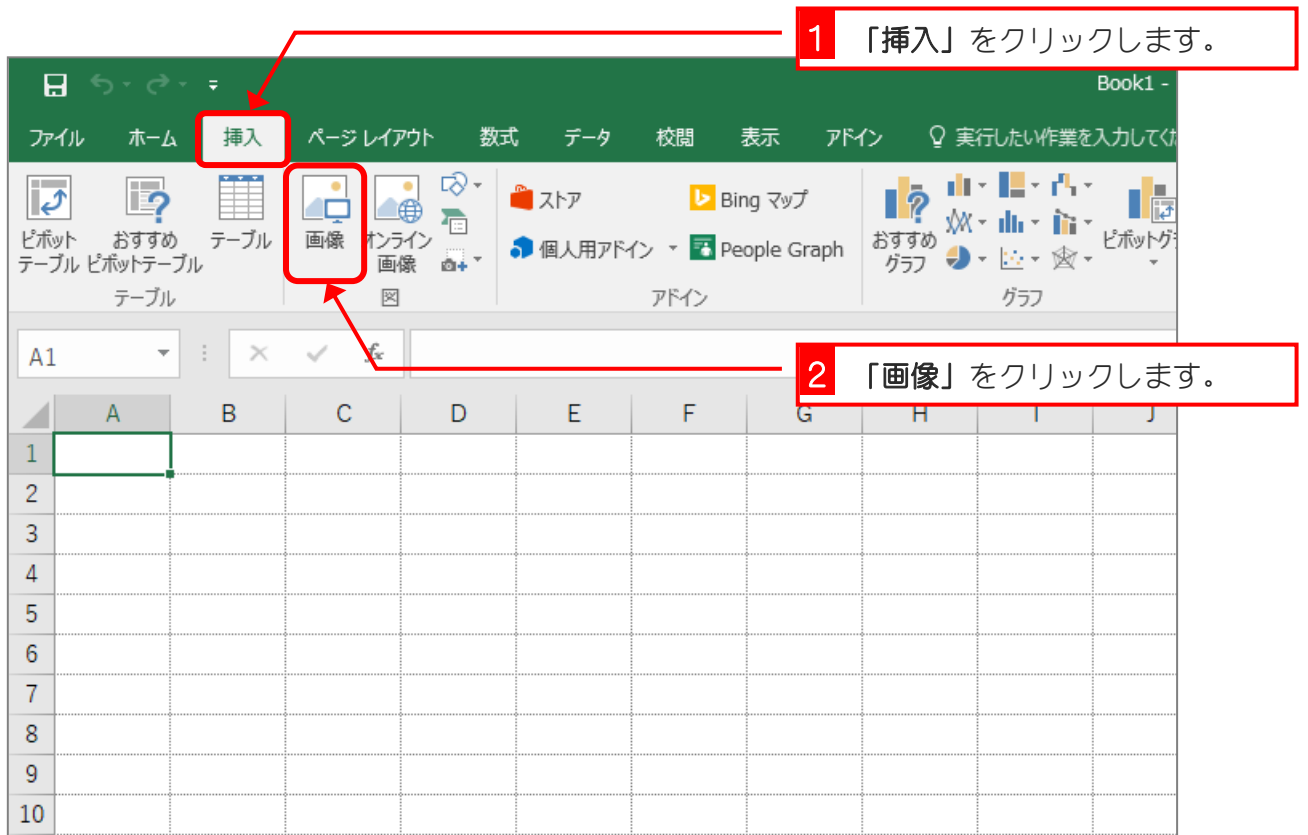 1 「挿入」をクリックします。
Book1 -
ファイル ホーム 挿入 ページ レイアウト 数式 データ 校閲 表示 アドイン 実行したい作業を入力してくだ
ストア Bing マップ
ピボット おすすめ テーブル 画像 オンライン 個人用アドイン People Graph おすすめ ピボットグ
テーブル ピボットテーブル 画像 グラフ
テーブル 図 アドイン グラフ
A1 fx
2 「画像」をクリックします。
A B C D E F G H I J
1
2
3
4
5
6
7
8
9
10